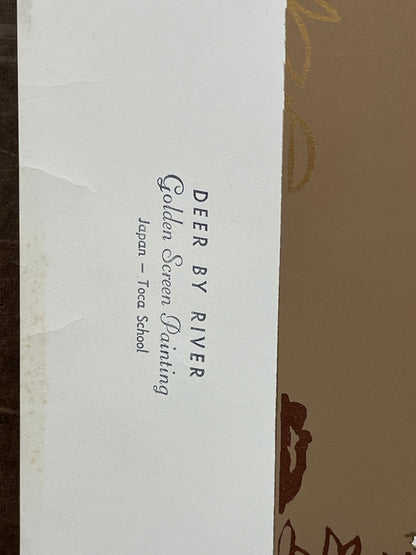 DEER BY RIVER
Golden Screen Painting
Japan — Toca School